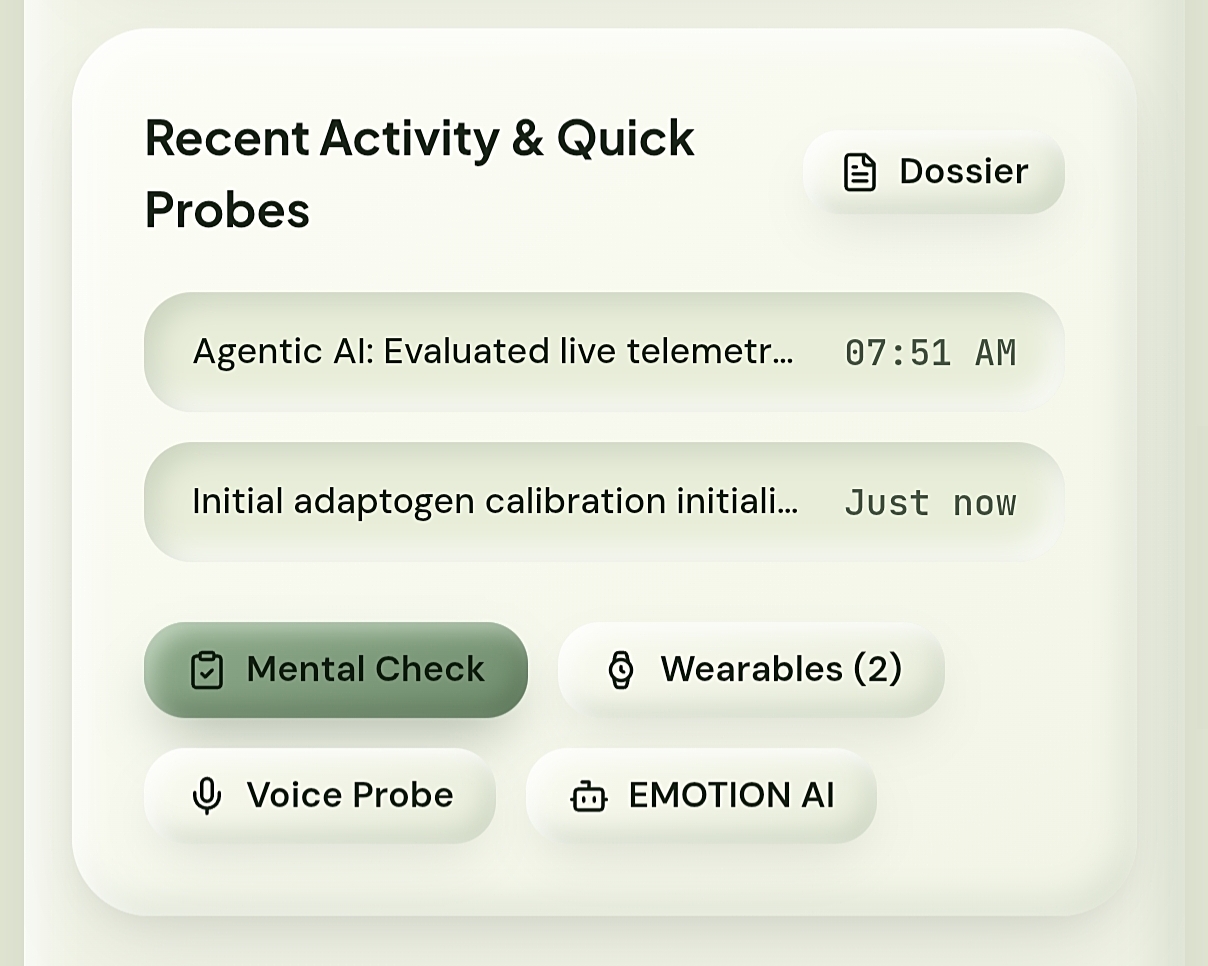 Recent Activity & Quick
Probes
Dossier
Agentic AI: Evaluated live telemetr... 07:51 AM
Initial adaptogen calibration initiali... Just now
Mental Check
Wearables (2)
Voice Probe
EMOTION AI